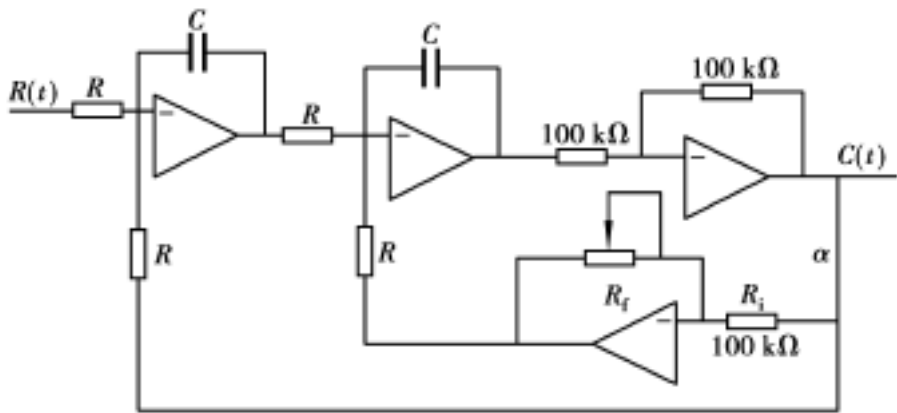 C
C
100 kΩ
R(t)
R
R
100 kΩ
C(t)
R
R
α
R_f
R_i
100 kΩ